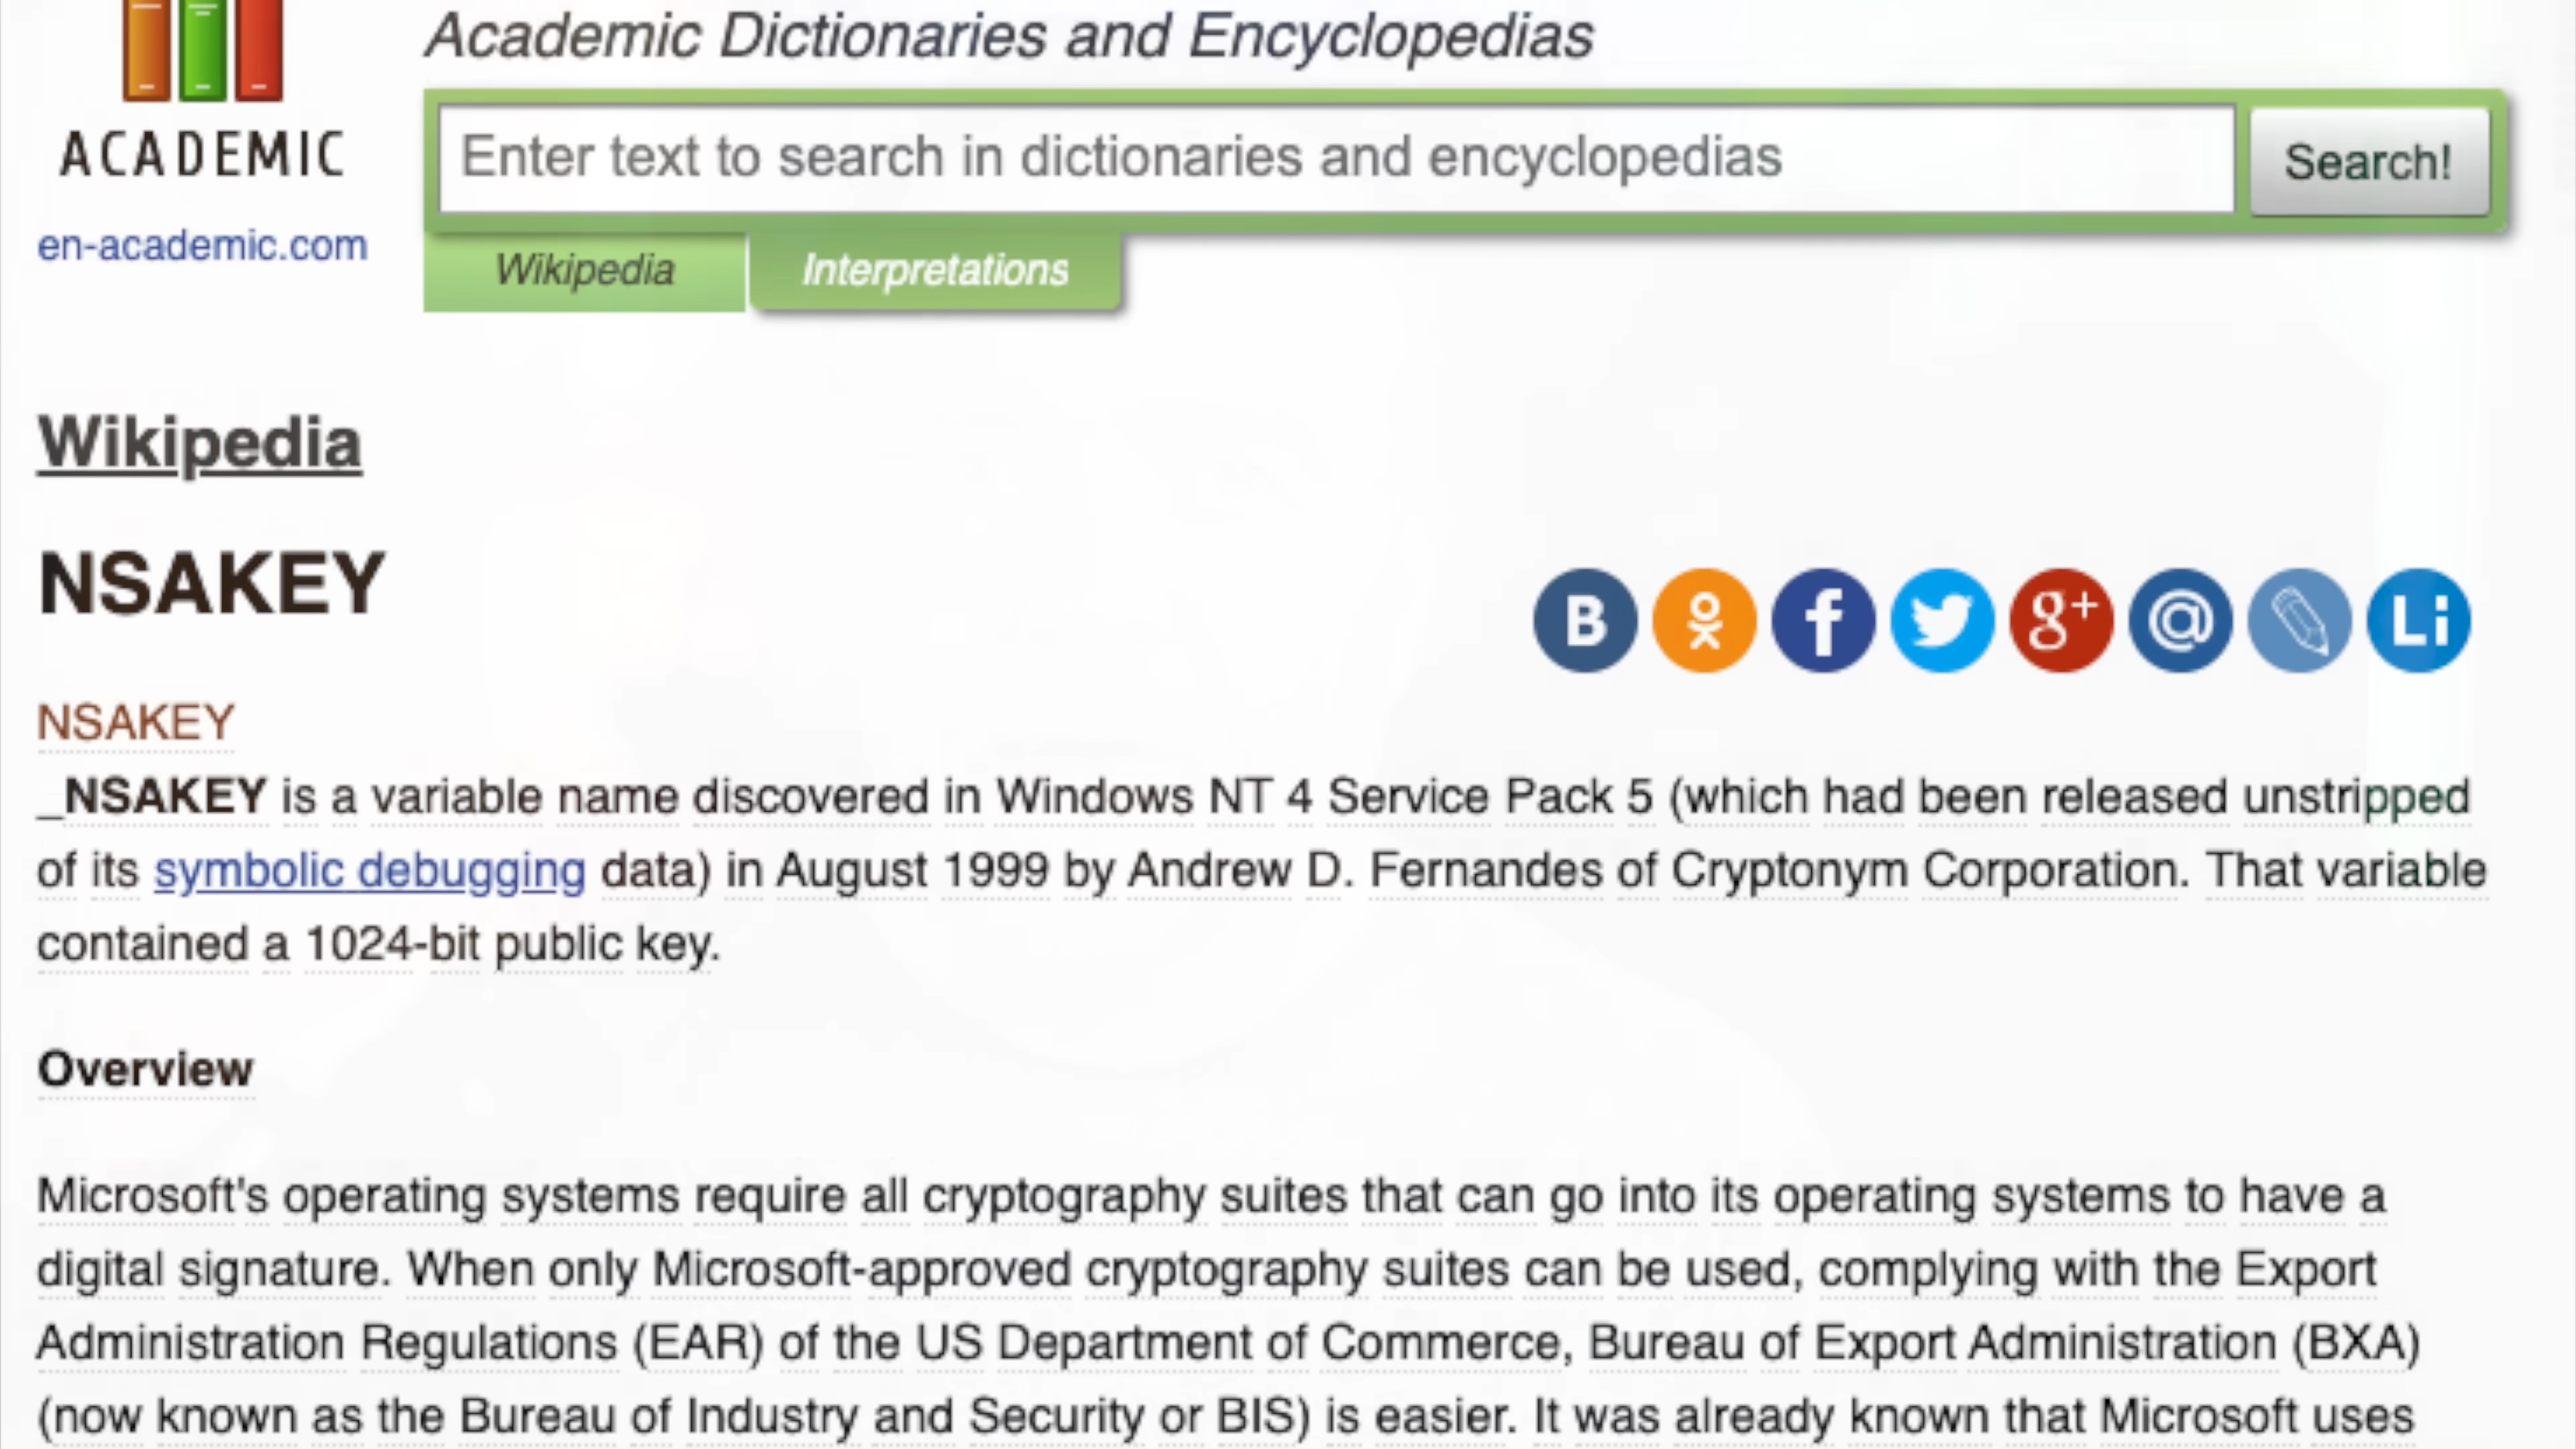 Academic Dictionaries and Encyclopedias
ACADEMIC
en-academic.com
Enter text to search in dictionaries and encyclopedias
Search!
Wikipedia
Interpretations
Wikipedia
NSAKEY
B f g+ @ Li
NSAKEY
_NSAKEY is a variable name discovered in Windows NT 4 Service Pack 5 (which had been released unstripped
of its symbolic debugging data) in August 1999 by Andrew D. Fernandes of Cryptonym Corporation. That variable
contained a 1024-bit public key.
Overview
Microsoft's operating systems require all cryptography suites that can go into its operating systems to have a
digital signature. When only Microsoft-approved cryptography suites can be used, complying with the Export
Administration Regulations (EAR) of the US Department of Commerce, Bureau of Export Administration (BXA)
(now known as the Bureau of Industry and Security or BIS) is easier. It was already known that Microsoft uses